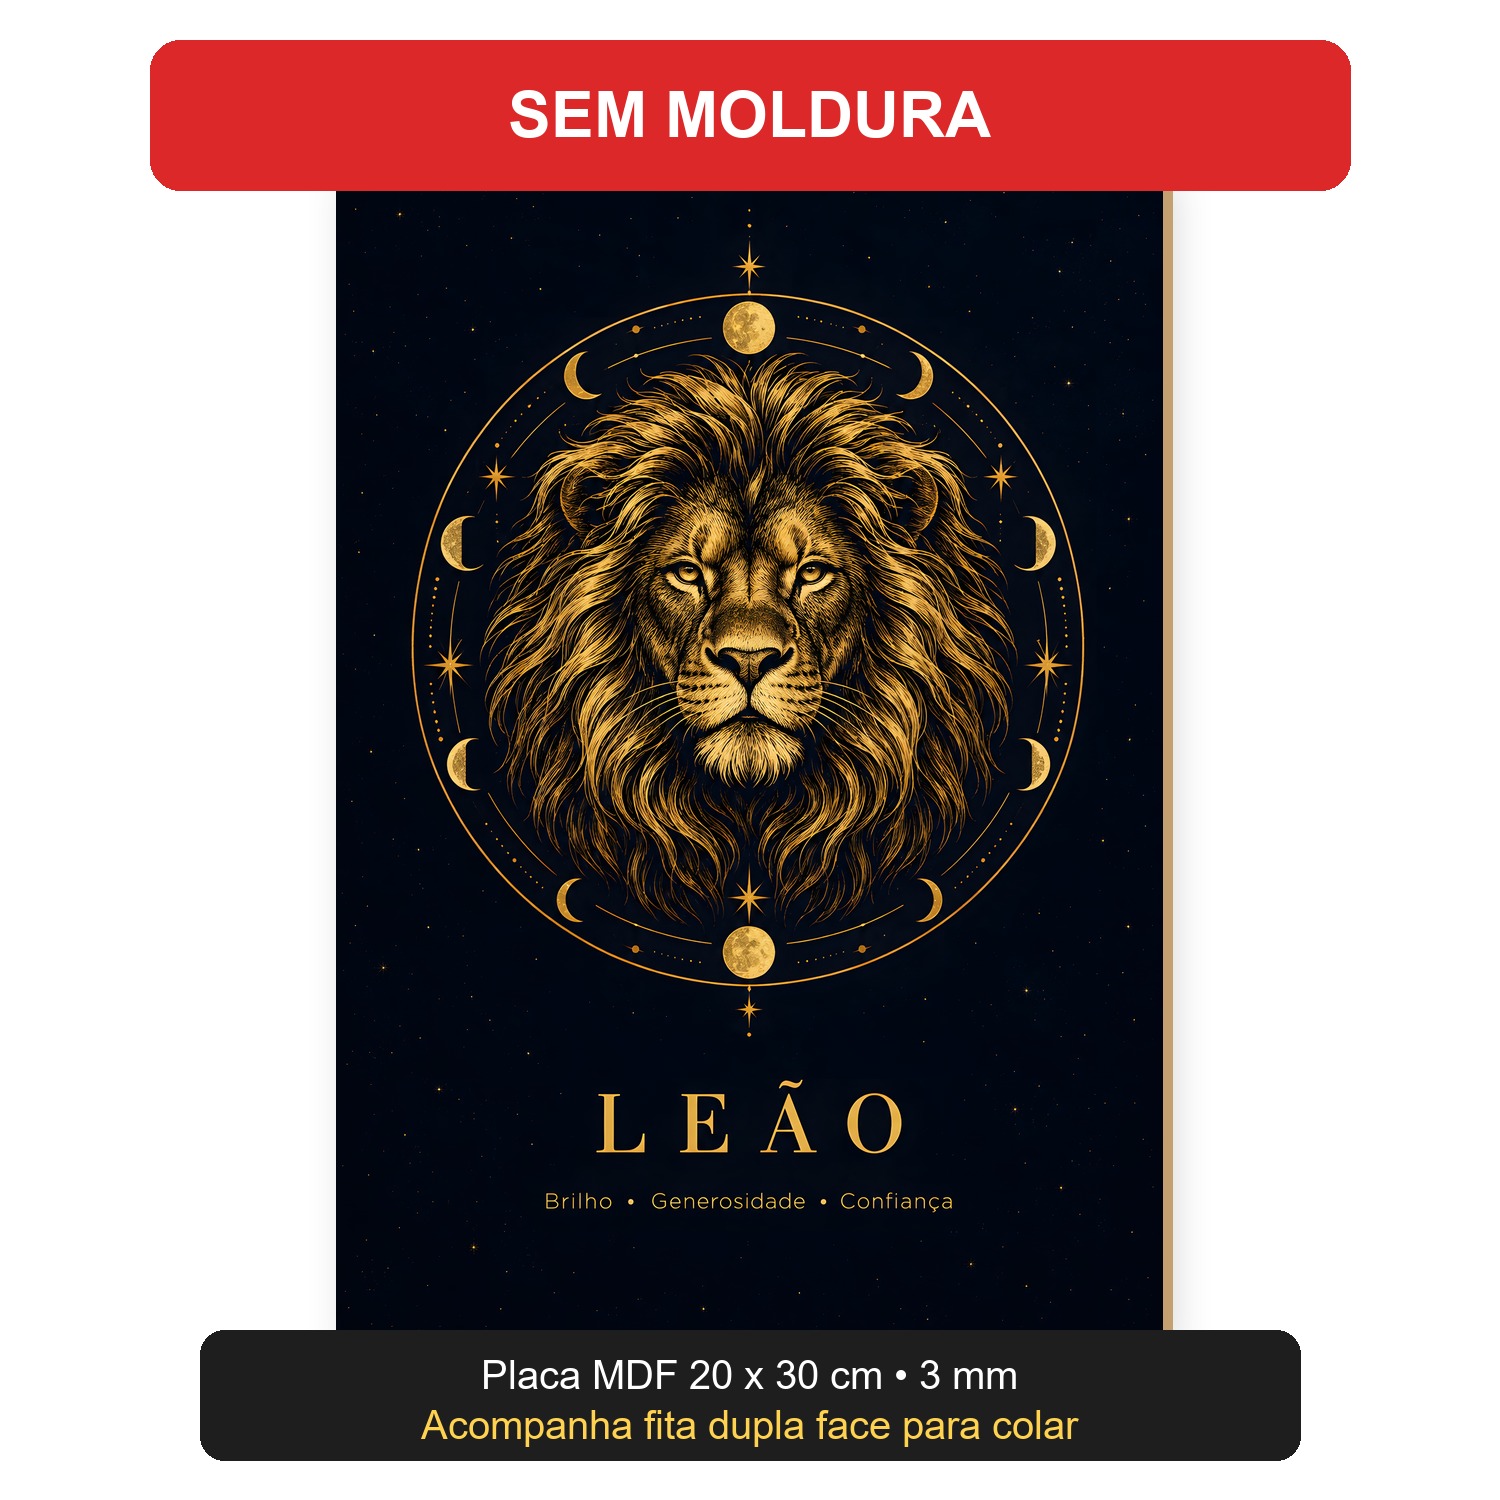 SEM MOLDURA
LEÃO
Brilho • Generosidade • Confiança
Placa MDF 20 x 30 cm • 3 mm
Acompanha fita dupla face para colar